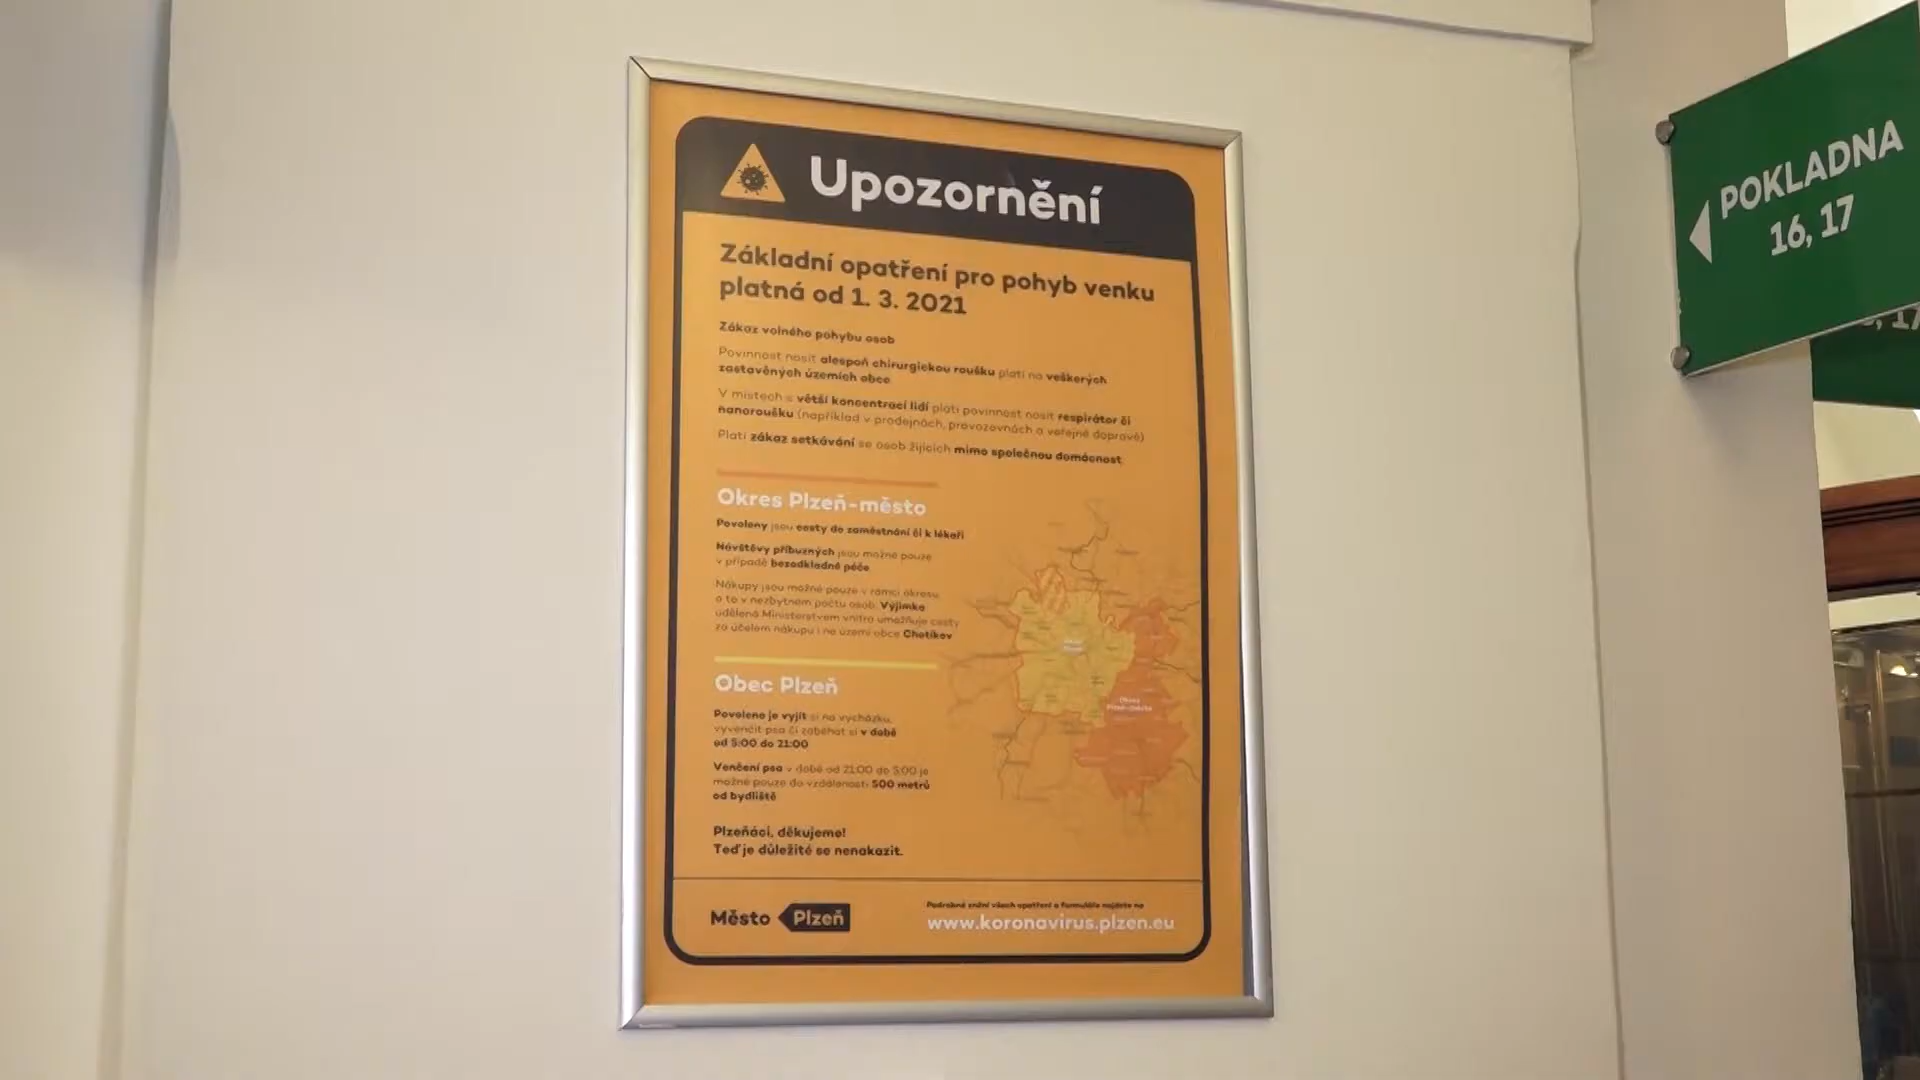 Upozornění
Základní opatření pro pohyb venku
platná od 1. 3. 2021
Zákaz volného pohybu osob
Povinnost nosit alespoň chirurgickou roušku platí na veškerých
zastavěných územích obce
V místech s větší koncentrací lidí platí povinnost nosit respirátor či
nanoroušku (například v prodejnách, provozovnách a veřejné dopravě)
Platí zákaz setkávání se osob žijících mimo společnou domácnost
Okres Plzeň-město
Povoleny jsou cesty do zaměstnání či k lékaři
Návštěvy příbuzných jsou možné pouze
v případě bezodkladné péče
Nákupy jsou možné pouze v rámci okresu,
a to v nezbytném počtu osob. Výjimka
udělená Ministerstvem vnitra umožňuje cesty
za účelem nákupu i na území obce Chotíkov
Obec Plzeň
Povoleno je vyjít si na vycházku,
vyvenčit psa či zaběhat si v době
od 5:00 do 21:00
Venčení psa v době od 21:00 do 5:00 je
možné pouze do vzdálenosti 500 metrů
od bydliště
Okres
Plzeň-město
Plzeňáci, děkujeme!
Teď je důležité se nenakazit.
Město Plzeň
Podrobné znění všech opatření a formuláře najdete na
www.koronavirus.plzen.eu
POKLADNA
16, 17
, 17